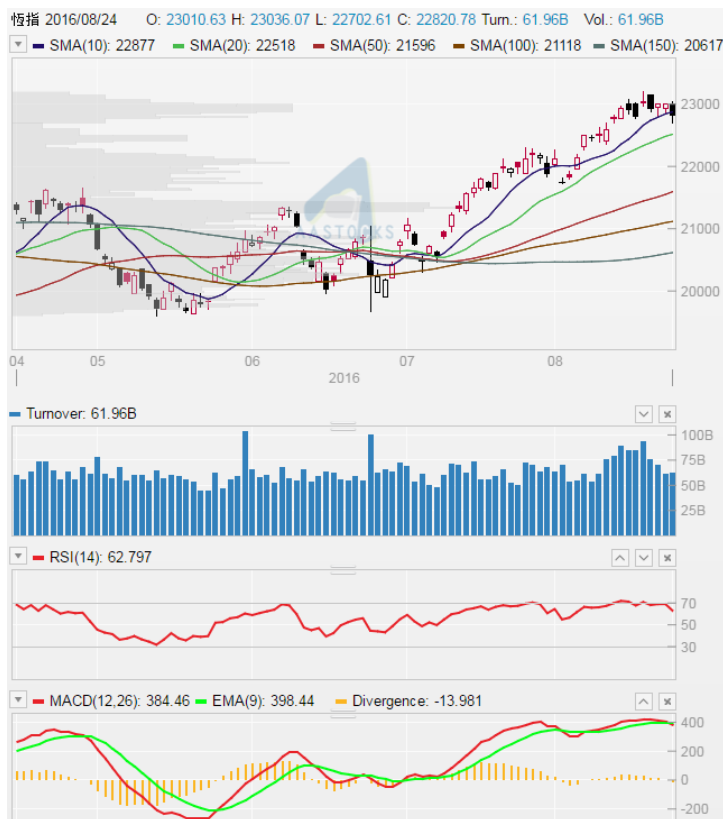 恆指 2016/08/24 O: 23010.63 H: 23036.07 L: 22702.61 C: 22820.78 Turn.: 61.96B Vol.: 61.96B
SMA(10): 22877 SMA(20): 22518 SMA(50): 21596 SMA(100): 21118 SMA(150): 20617
23000
22000
AASTOCKS
21000
20000
04 05 06 07 08
2016
Turnover: 61.96B
100B
75B
50B
25B
RSI(14): 62.797
70
50
30
MACD(12,26): 384.46 EMA(9): 398.44 Divergence: -13.981
400
200
0
-200